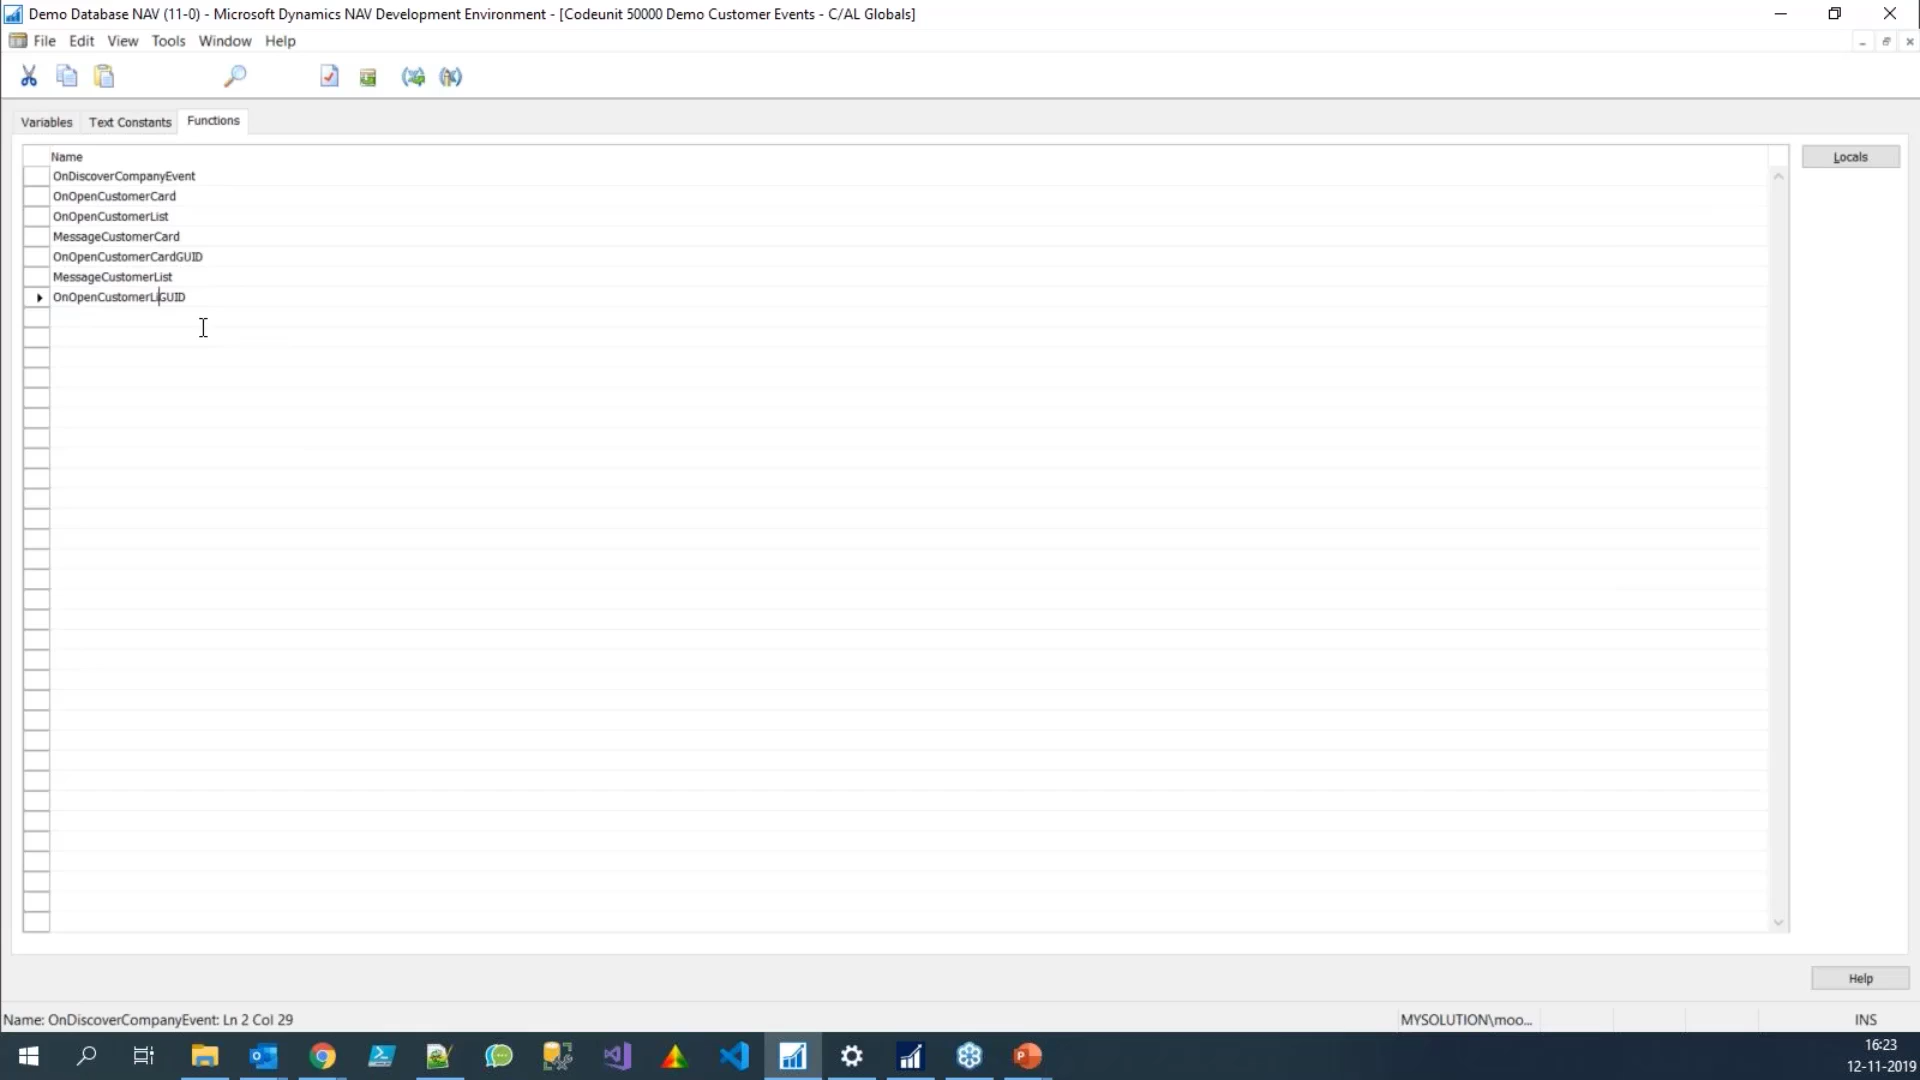 Demo Database NAV (11-0) - Microsoft Dynamics NAV Development Environment - [Codeunit 50000 Demo Customer Events - C/AL Globals]
File Edit View Tools Window Help
Variables Text Constants Functions
Name
Locals
OnDiscoverCompanyEvent
OnOpenCustomerCard
OnOpenCustomerList
MessageCustomerCard
OnOpenCustomerCardGUID
MessageCustomerList
OnOpenCustomerLiGUID
Help
Name: OnDiscoverCompanyEvent: Ln 2 Col 29
MYSOLUTION\moo...
INS
16:23
12-11-2019